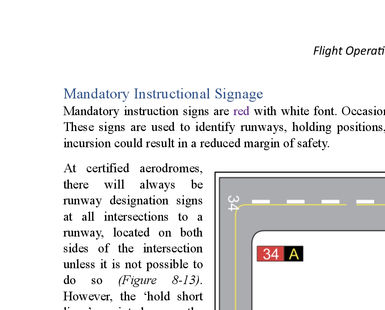 Flight Operati
Mandatory Instructional Signage
Mandatory instruction signs are red with white font. Occasion
These signs are used to identify runways, holding positions,
incursion could result in a reduced margin of safety.
At certified aerodromes,
there will always be
runway designation signs
at all intersections to a
runway, located on both
sides of the intersection
unless it is not possible to
do so (Figure 8-13).
However, the ‘hold short
34
34 A